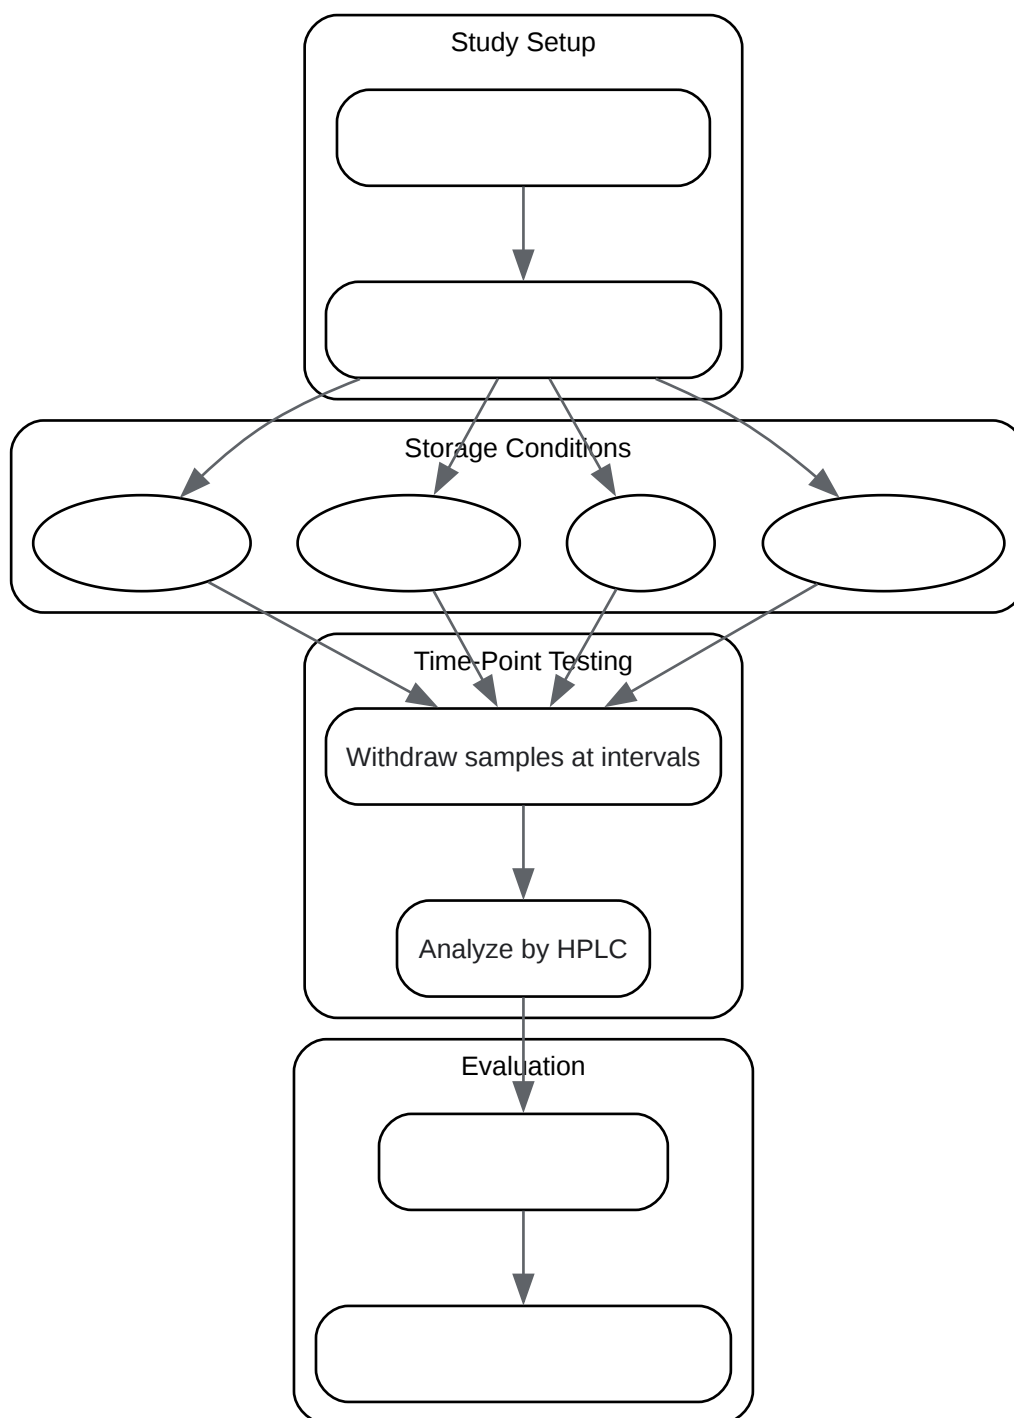 Study Setup
Storage Conditions
Time-Point Testing
Withdraw samples at intervals
Analyze by HPLC
Evaluation